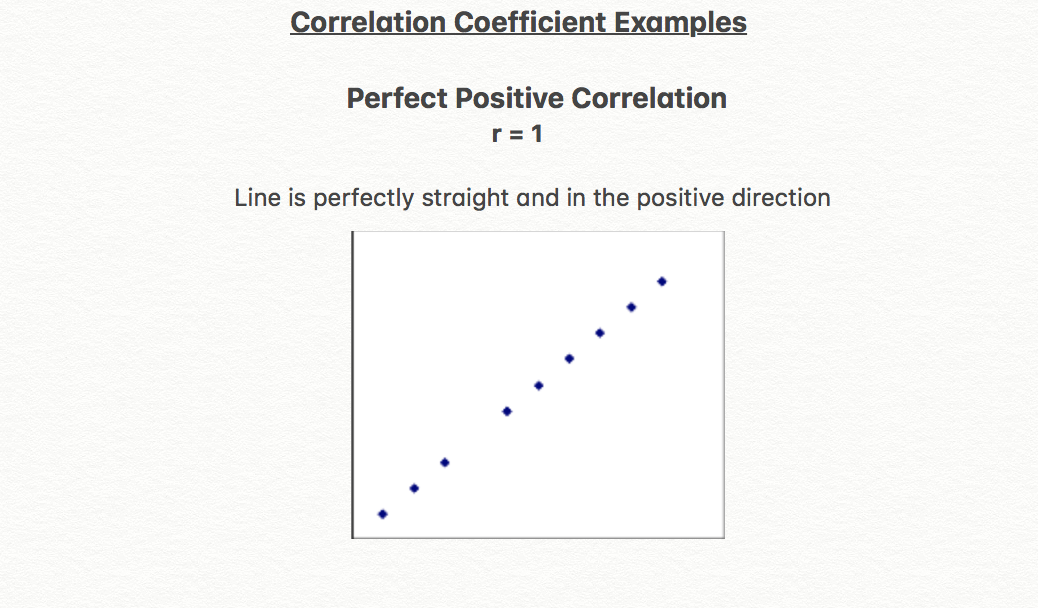 Correlation Coefficient Examples
Perfect Positive Correlation
r = 1
Line is perfectly straight and in the positive direction